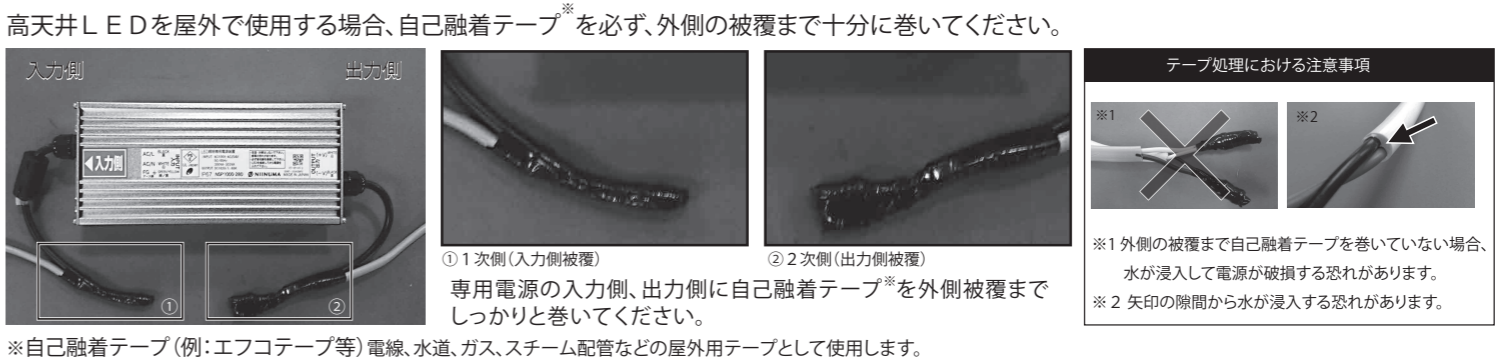 高天井ＬＥＤを屋外で使用する場合、自己融着テープ※を必ず、外側の被覆まで十分に巻いてください。
入力側
出力側
◀入力側
①
②
①１次側（入力側被覆）
②２次側（出力側被覆）
専用電源の入力側、出力側に自己融着テープ※を外側被覆まで
しっかりと巻いてください。
テープ処理における注意事項
※1
※2
※1 外側の被覆まで自己融着テープを巻いていない場合、
水が浸入して電源が破損する恐れがあります。
※２ 矢印の隙間から水が浸入する恐れがあります。
※自己融着テープ（例：エフコテープ等）電線、水道、ガス、スチーム配管などの屋外用テープとして使用します。